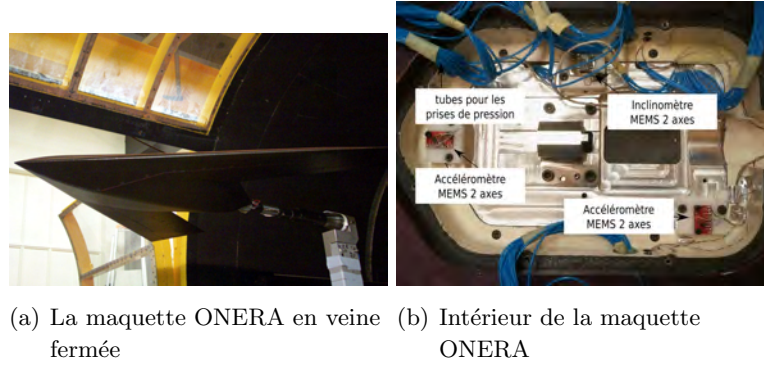 tubes pour les
prises de pression
Inclinomètre
MEMS 2 axes
Accéléromètre
MEMS 2 axes
Accéléromètre
MEMS 2 axes
(a) La maquette ONERA en veine
fermée
(b) Intérieur de la maquette
ONERA